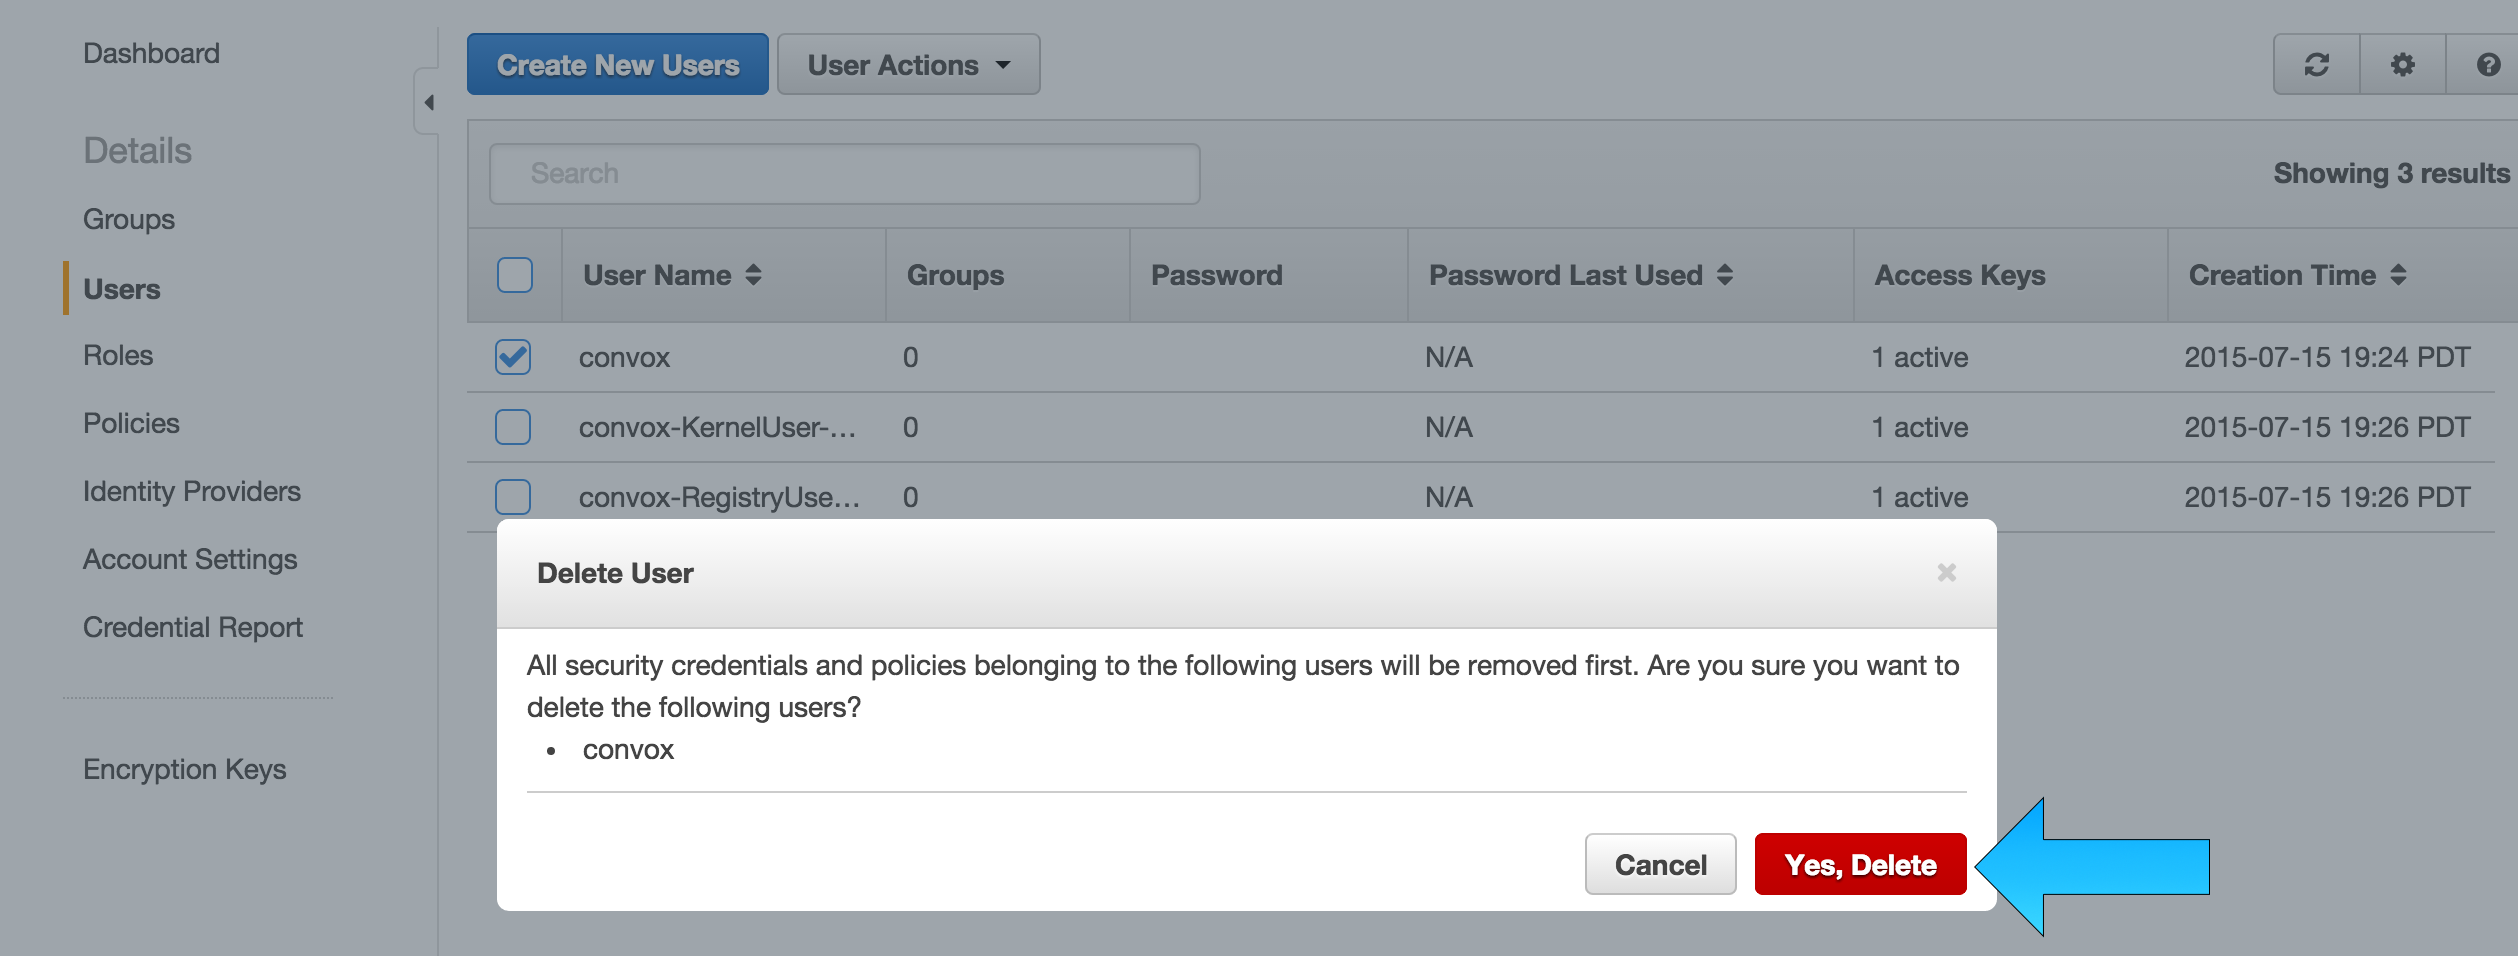 Dashboard
Details
Groups
Users
Roles
Policies
Identity Providers
Account Settings
Credential Report
Encryption Keys
Create New Users
User Actions
Search
Showing 3 results
User Name Groups Password Password Last Used Access Keys Creation Time
convox 0 N/A 1 active 2015-07-15 19:24 PDT
convox-KernelUser-... 0 N/A 1 active 2015-07-15 19:26 PDT
convox-RegistryUse... 0 N/A 1 active 2015-07-15 19:26 PDT
Delete User
All security credentials and policies belonging to the following users will be removed first. Are you sure you want to
delete the following users?
• convox
Cancel
Yes, Delete